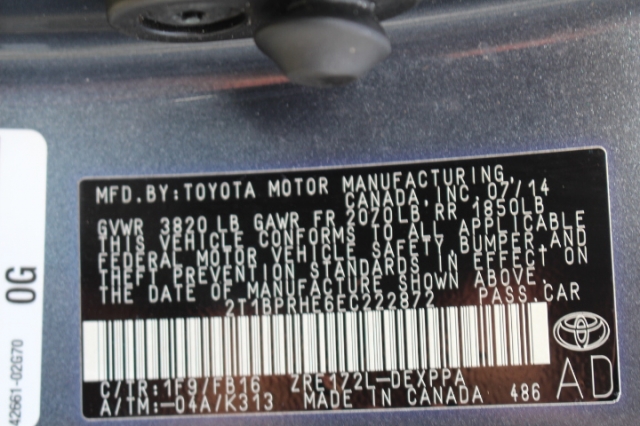 MFD. BY: TOYOTA MOTOR MANUFACTURING,
CANADA, INC. 07/14
GVWR 3820 LB GAWR FR 2070LB RR 1850LB
THIS VEHICLE CONFORMS TO ALL APPLICABLE
FEDERAL MOTOR VEHICLE SAFETY, BUMPER, AND
THEFT PREVENTION STANDARDS IN EFFECT ON
THE DATE OF MANUFACTURE SHOWN ABOVE.
2T1BPRHE6EC222872 PASS. CAR
C/TR: 1F9/FB16 ZRE172L-DEXPPA
A/TM: -04A/K313 MADE IN CANADA 486
AD
0G
42661-02G70